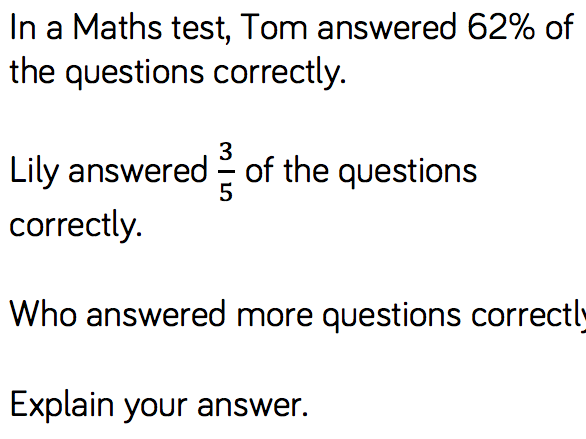 In a Maths test, Tom answered 62% of
the questions correctly.
Lily answered 3/5 of the questions
correctly.
Who answered more questions correctly
Explain your answer.